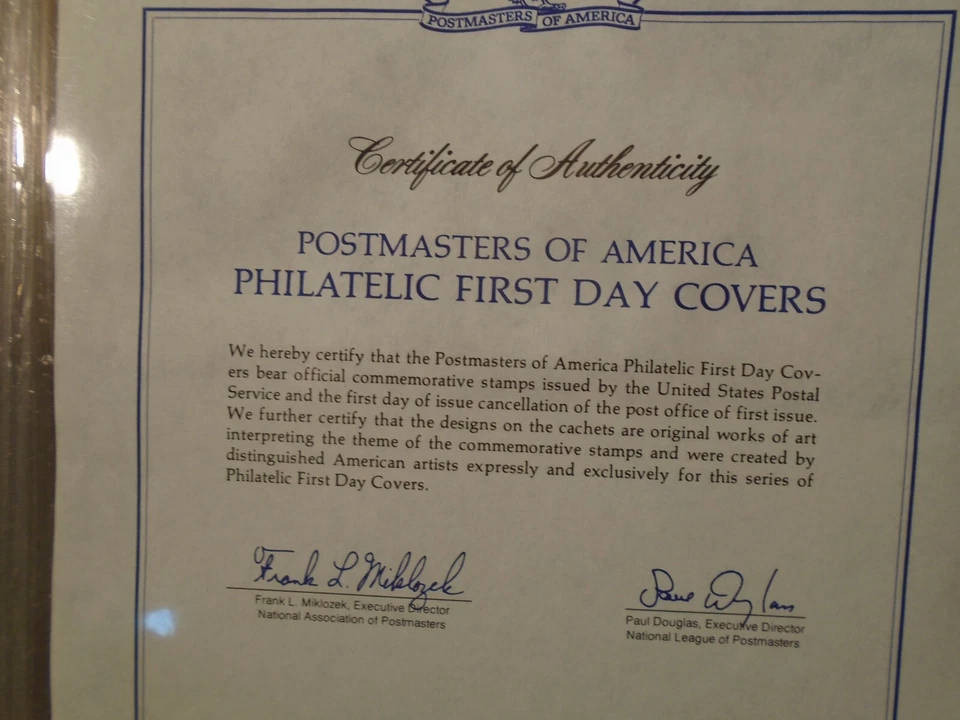 POSTMASTERS OF AMERICA
Certificate of Authenticity
POSTMASTERS OF AMERICA
PHILATELIC FIRST DAY COVERS
We hereby certify that the Postmasters of America Philatelic First Day Cov-
ers bear official commemorative stamps issued by the United States Postal
Service and the first day of issue cancellation of the post office of first issue.
We further certify that the designs on the cachets are original works of art
interpreting the theme of the commemorative stamps and were created by
distinguished American artists expressly and exclusively for this series of
Philatelic First Day Covers.
Frank L. Miklozek
Frank L. Miklozek, Executive Director
National Association of Postmasters
Paul Douglas
Paul Douglas, Executive Director
National League of Postmasters